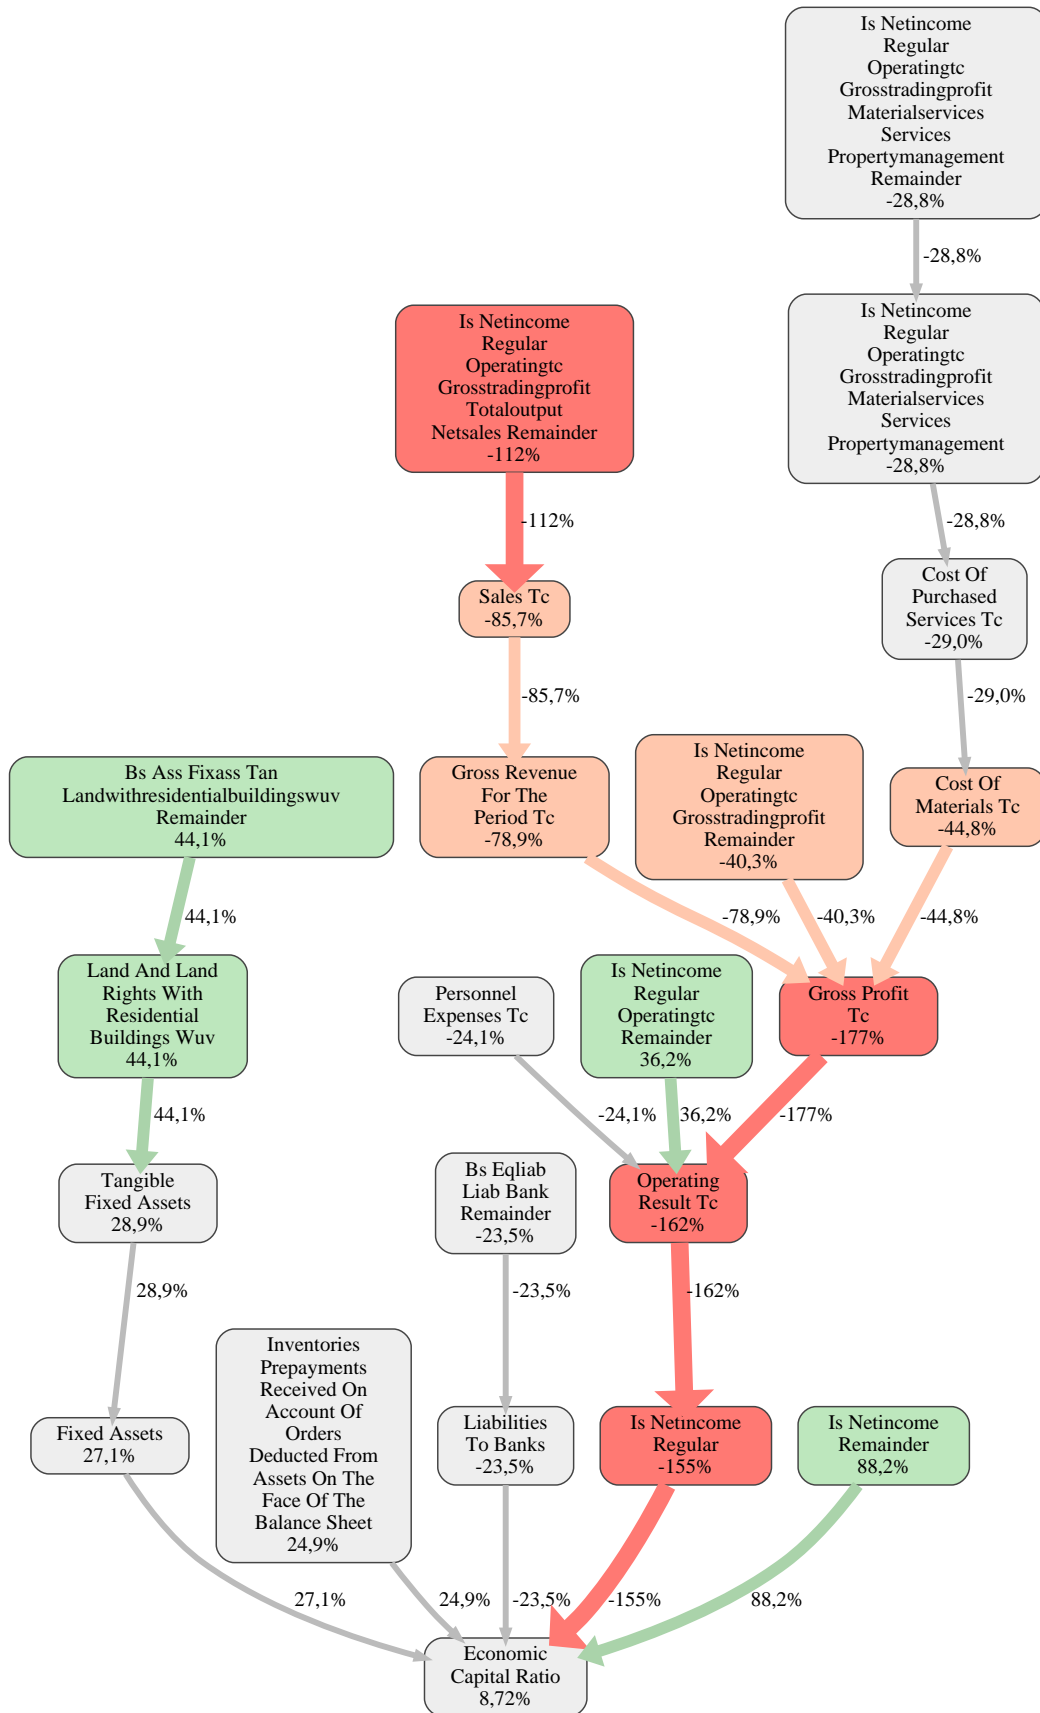 Is Netincome
Regular
Operatingtc
Grosstradingprofit
Materialservices
Services
Propertymanagement
Remainder
-28,8%
-28,8%
Is Netincome
Regular
Operatingtc
Grosstradingprofit
Totaloutput
Netsales Remainder
-112%
Is Netincome
Regular
Operatingtc
Grosstradingprofit
Materialservices
Services
Propertymanagement
-28,8%
-112%
-28,8%
Sales Tc
-85,7%
Cost Of
Purchased
Services Tc
-29,0%
-85,7%
-29,0%
Bs Ass Fixass Tan
Landwithresidentialbuildingswuv
Remainder
44,1%
Gross Revenue
For The
Period Tc
-78,9%
Is Netincome
Regular
Operatingtc
Grosstradingprofit
Remainder
-40,3%
Cost Of
Materials Tc
-44,8%
44,1%
-78,9%
-40,3%
-44,8%
Land And Land
Rights With
Residential
Buildings Wuv
44,1%
Personnel
Expenses Tc
-24,1%
Is Netincome
Regular
Operatingtc
Remainder
36,2%
Gross Profit
Tc
-177%
44,1%
-24,1%
36,2%
-177%
Tangible
Fixed Assets
28,9%
Bs Eqliab
Liab Bank
Remainder
-23,5%
Operating
Result Tc
-162%
28,9%
-23,5%
-162%
Fixed Assets
27,1%
Inventories
Prepayments
Received On
Account Of
Orders
Deducted From
Assets On The
Face Of The
Balance Sheet
24,9%
Liabilities
To Banks
-23,5%
Is Netincome
Regular
-155%
Is Netincome
Remainder
88,2%
27,1%
24,9%
-23,5%
-155%
88,2%
Economic
Capital Ratio
8,72%